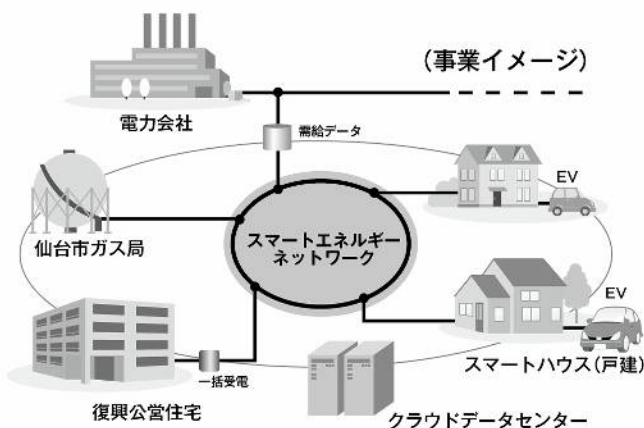 （事業イメージ）
電力会社
需給データ
EV
仙台市ガス局
スマートエネルギー
ネットワーク
EV
スマートハウス（戸建）
一括受電
復興公営住宅
クラウドデータセンター